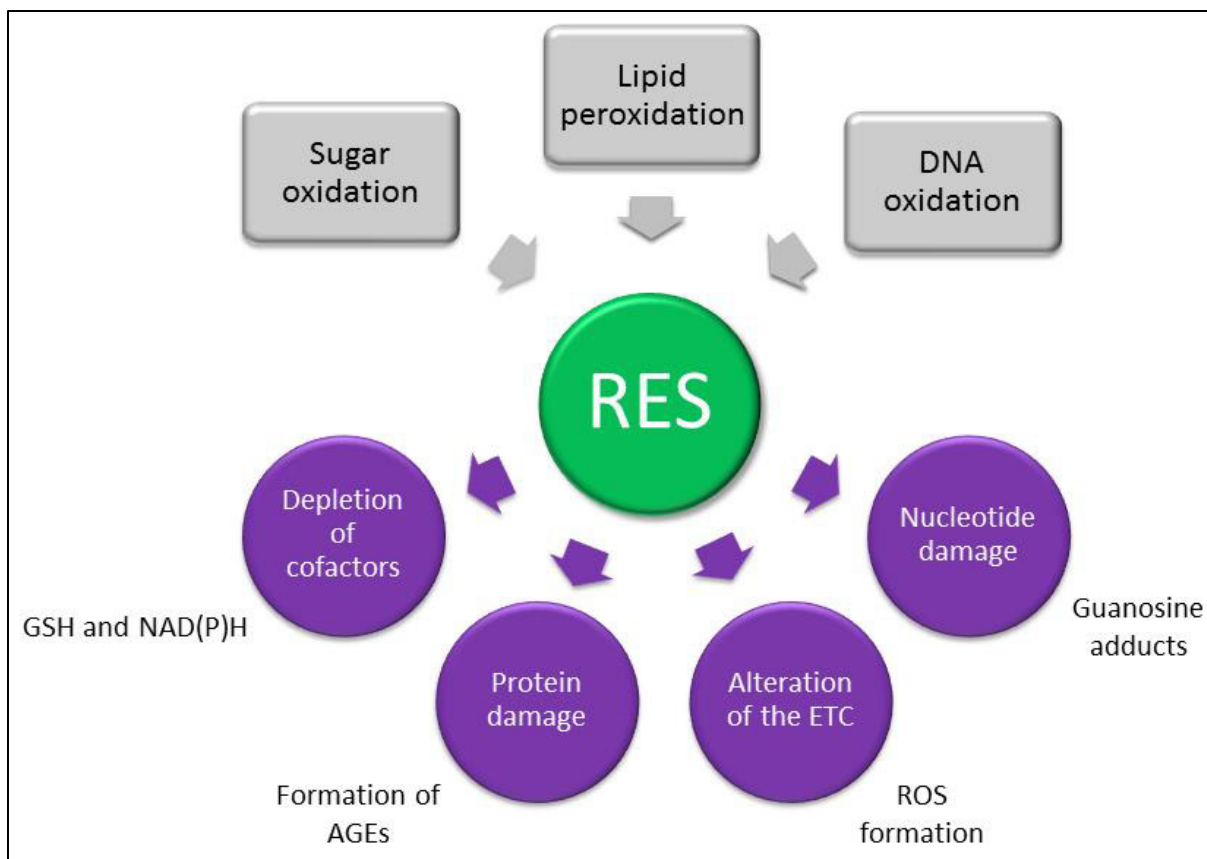 Lipid
peroxidation
Sugar
oxidation
DNA
oxidation
RES
Depletion
of
cofactors
GSH and NAD(P)H
Protein
damage
Formation of
AGEs
Alteration
of the ETC
ROS
formation
Nucleotide
damage
Guanosine
adducts